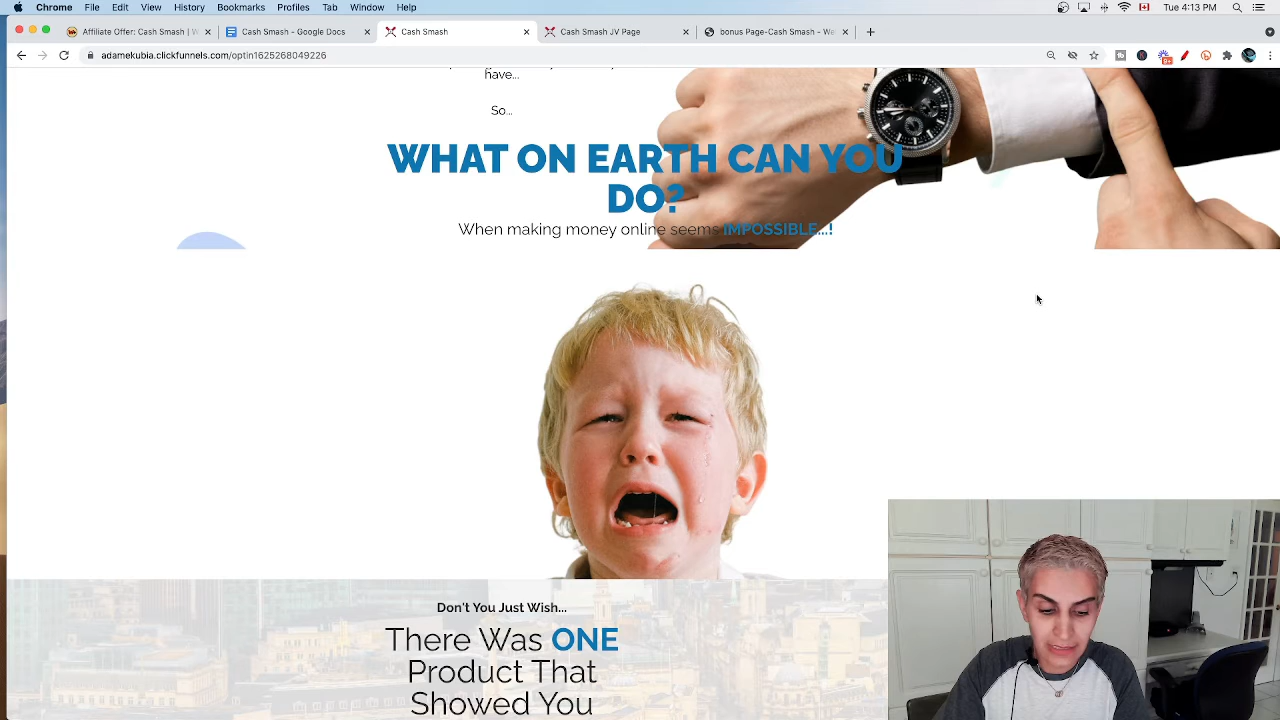 Chrome File Edit View History Bookmarks Profiles Tab Window Help Tue 4:13 PM
Affiliate Offer: Cash Smash | W
Cash Smash - Google Docs
Cash Smash
Cash Smash JV Page
bonus Page-Cash Smash – We
adamekubia.clickfunnels.com/optin1625268049226
9+
have...
So...
WHAT ON EARTH CAN YOU
DO?
When making money online seems IMPOSSIBLE...!
Don't You Just Wish...
There Was ONE
Product That
Showed You